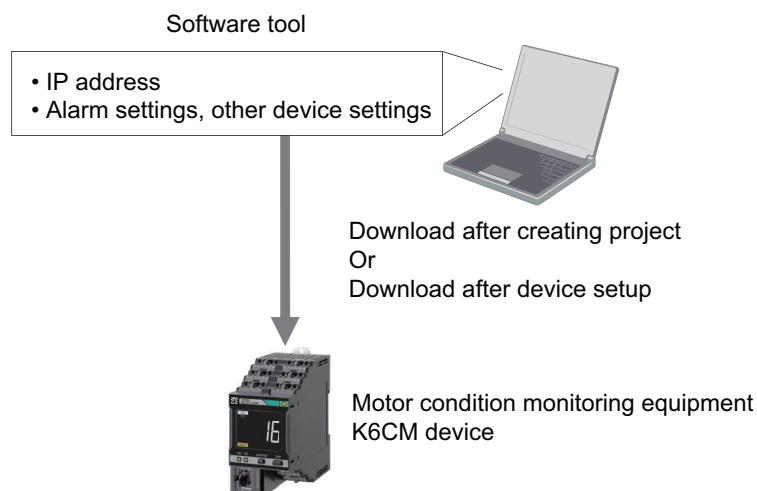 Software tool
• IP address
• Alarm settings, other device settings
Download after creating project
Or
Download after device setup
16
Motor condition monitoring equipment
K6CM device